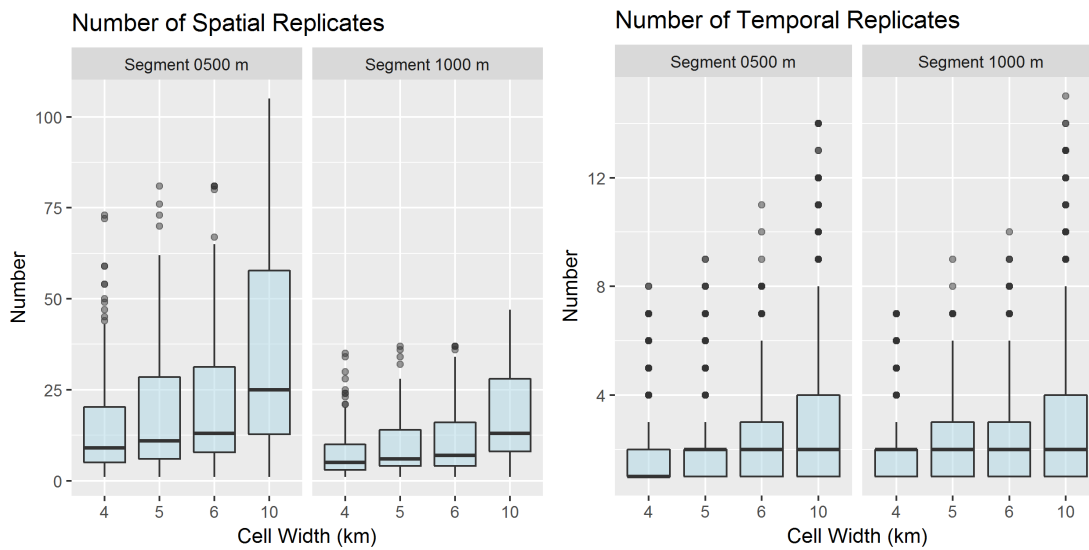 Number of Spatial Replicates
Segment 0500 m
Segment 1000 m
Number
100
75
50
25
0
4
5
6
10
4
5
6
10
Cell Width (km)
Number of Temporal Replicates
Segment 0500 m
Segment 1000 m
Number
12
8
4
4
5
6
10
4
5
6
10
Cell Width (km)